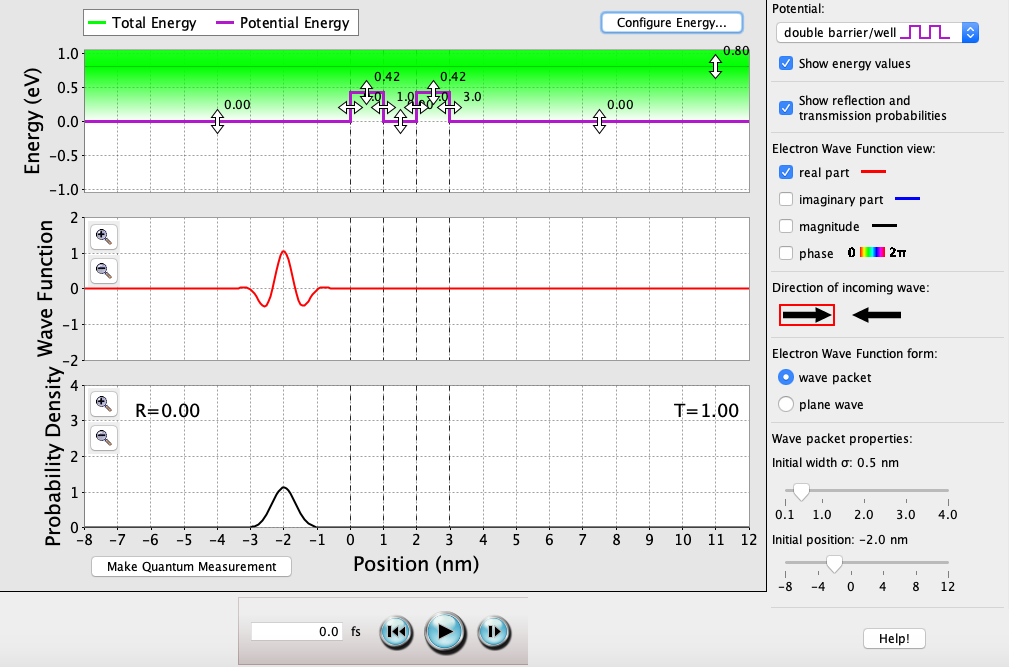 Total Energy Potential Energy
Configure Energy...
Energy (eV)
1.0
0.5
0.0
−0.5
−1.0
0.80
0.42 0.42
3.0
0.00 0.00
Wave Function
2
1
0
−1
−2
Probability Density
4
3
2
1
0
R=0.00 T=1.00
−8 −7 −6 −5 −4 −3 −2 −1 0 1 2 3 4 5 6 7 8 9 10 11 12
Position (nm)
Make Quantum Measurement
0.0 fs
Potential:
double barrier/well
Show energy values
Show reflection and
transmission probabilities
Electron Wave Function view:
real part
imaginary part
magnitude
phase 0 2π
Direction of incoming wave:
Electron Wave Function form:
wave packet
plane wave
Wave packet properties:
Initial width σ: 0.5 nm
0.1 1.0 2.0 3.0 4.0
Initial position: -2.0 nm
-8 -4 0 4 8 12
Help!